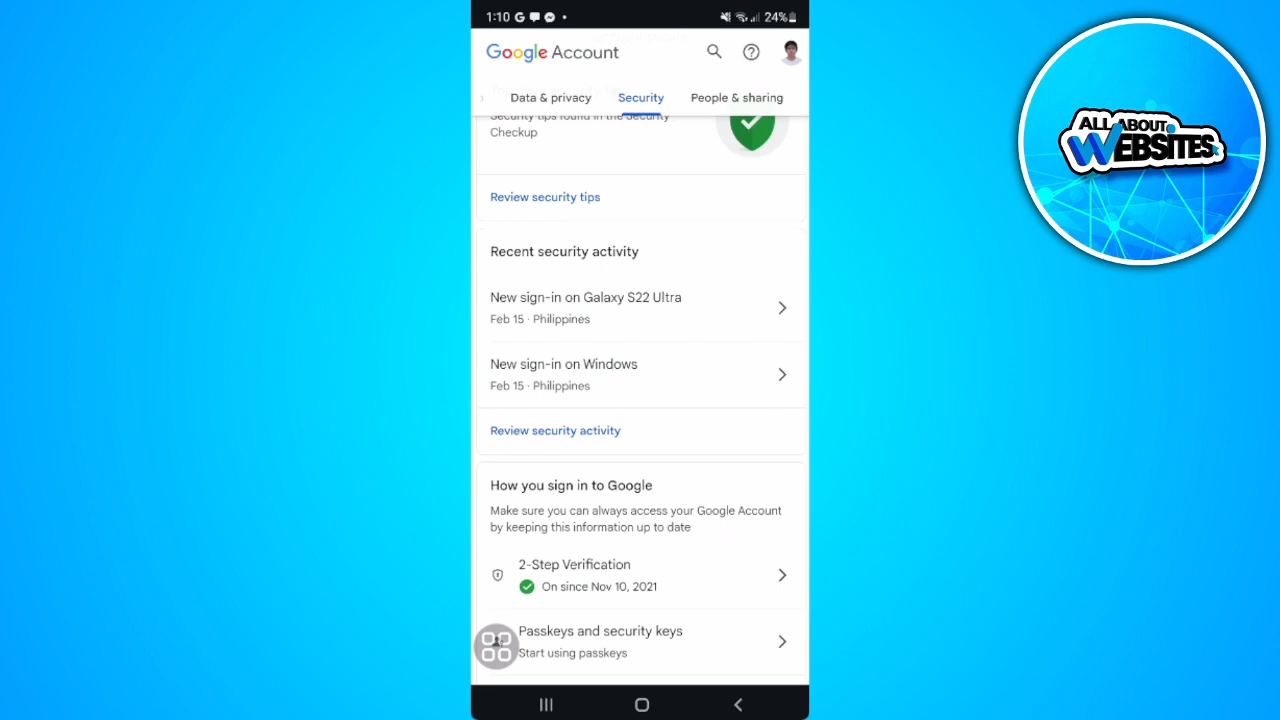 1:10
24%
Google Account
Data & privacy
Security
People & sharing
Security tips found in the Security
Checkup
Review security tips
Recent security activity
New sign-in on Galaxy S22 Ultra
Feb 15 · Philippines
New sign-in on Windows
Feb 15 · Philippines
Review security activity
How you sign in to Google
Make sure you can always access your Google Account
by keeping this information up to date
2-Step Verification
On since Nov 10, 2021
Passkeys and security keys
Start using passkeys
ALL ABOUT
WEBSITES